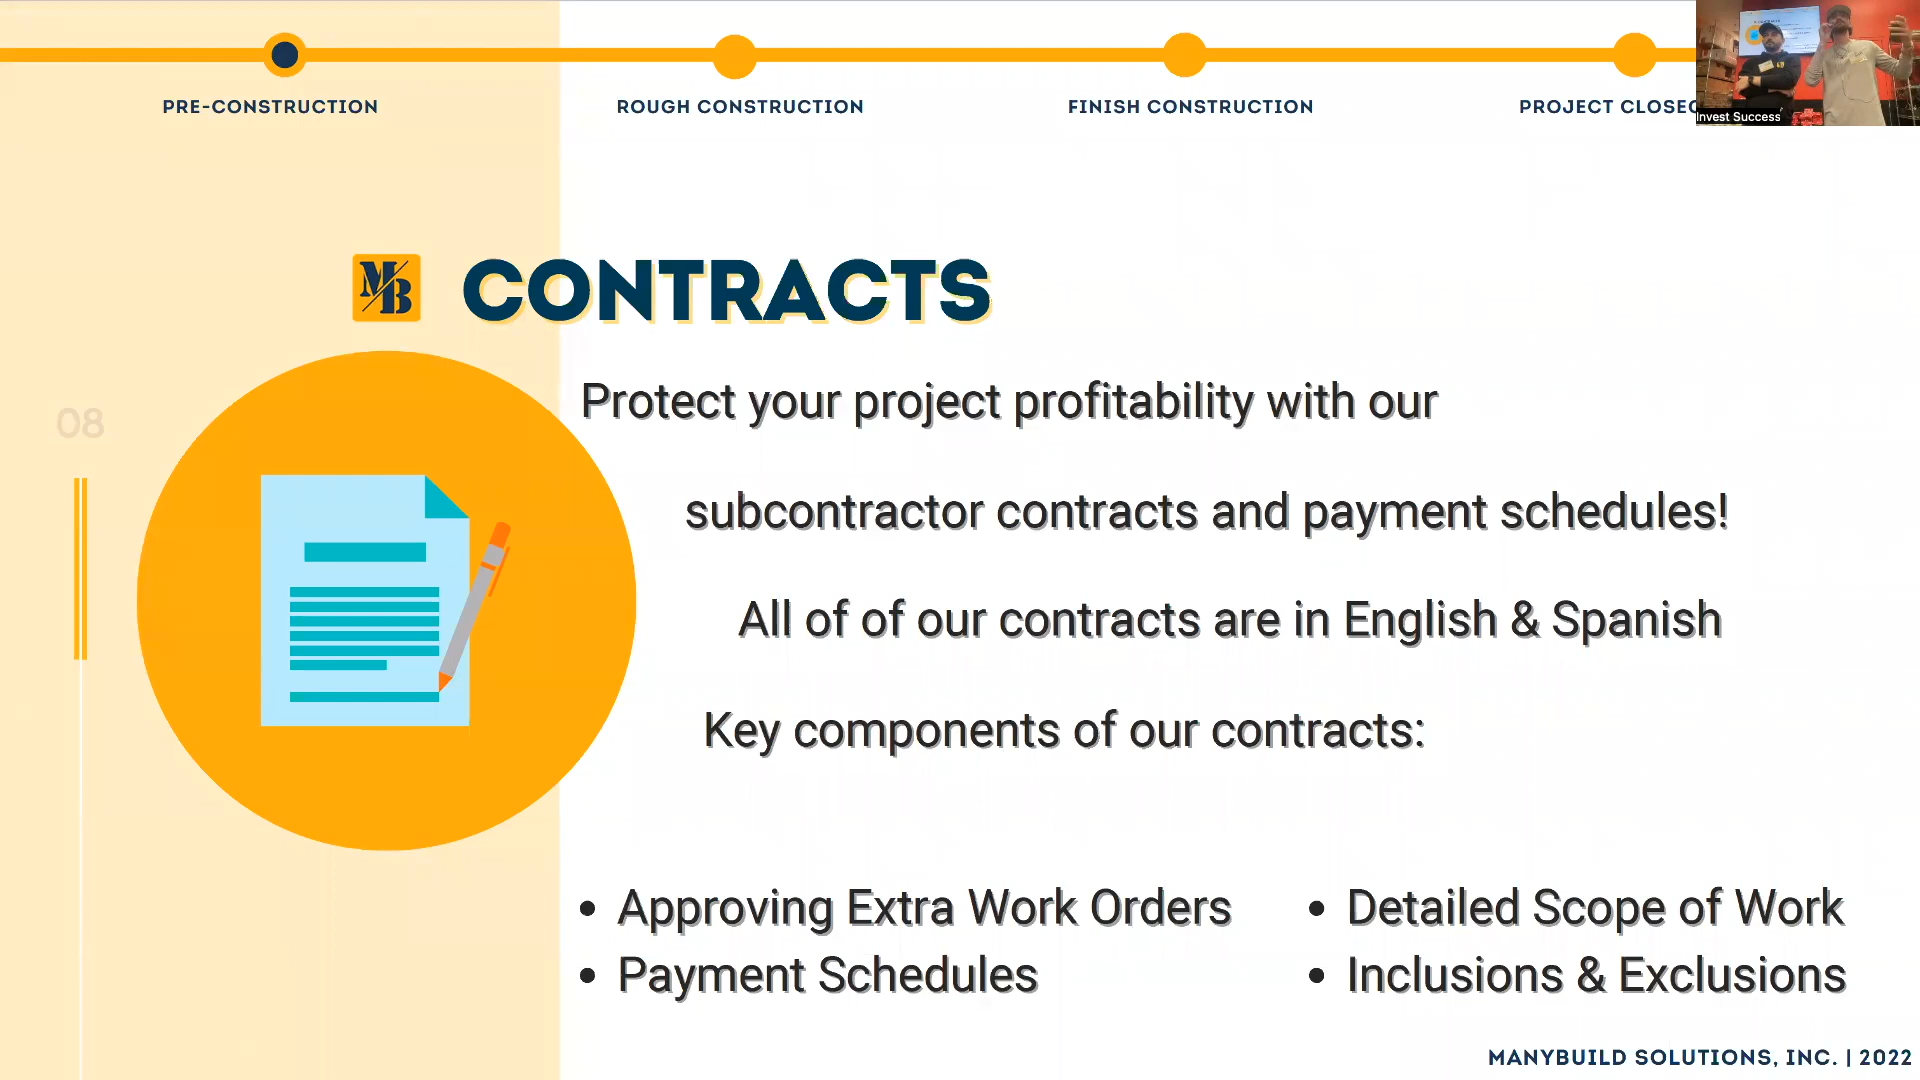 PRE-CONSTRUCTION
ROUGH CONSTRUCTION
FINISH CONSTRUCTION
PROJECT CLOSEO
Invest Success
M/B CONTRACTS
Protect your project profitability with our
08
subcontractor contracts and payment schedules!
All of of our contracts are in English & Spanish
Key components of our contracts:
• Approving Extra Work Orders
• Payment Schedules
• Detailed Scope of Work
• Inclusions & Exclusions
MANYBUILD SOLUTIONS, INC. | 2022